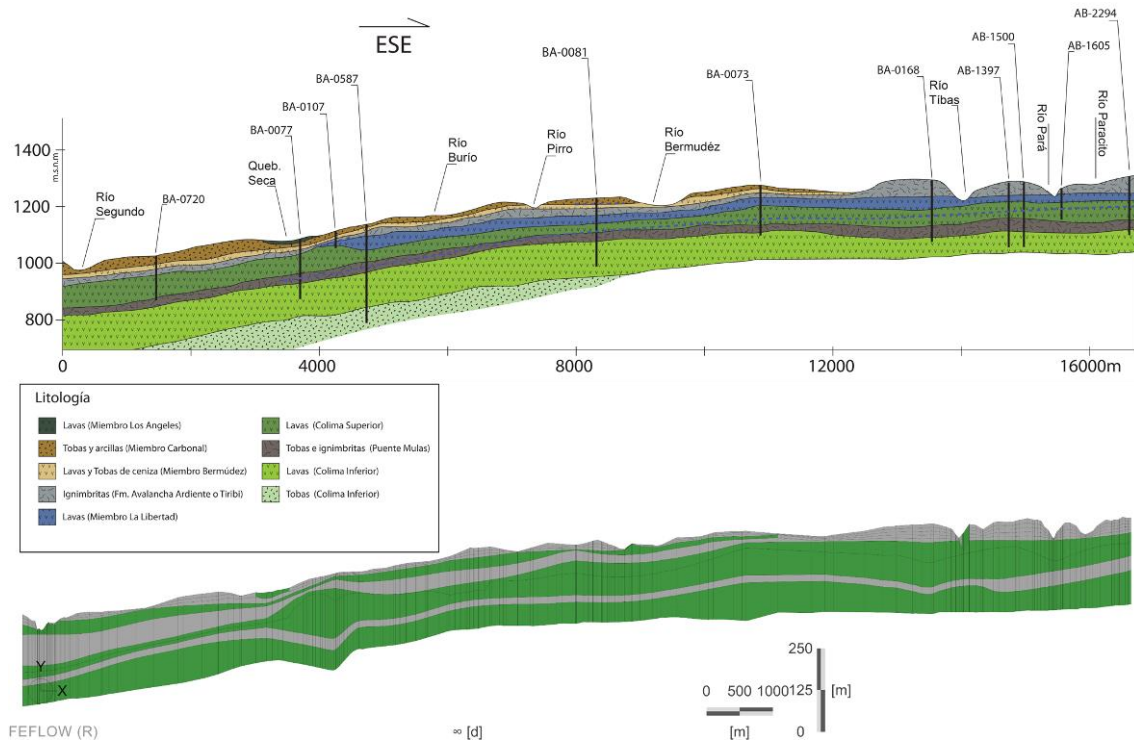 ESE
AB-2294
AB-1500
AB-1605
BA-0081
BA-0587
BA-0073
BA-0168
Río
Tibas
AB-1397
BA-0107
Río Pará
Río Paracito
BA-0077
Río
Burío
Río
Pirro
Río
Bermudéz
Queb.
Seca
Río
Segundo
BA-0720
1400
m.s.n.m.
1200
1000
800
0
4000
8000
12000
16000m
Litología
Lavas (Miembro Los Angeles)
Tobas y arcillas (Miembro Carbonal)
Lavas y Tobas de ceniza (Miembro Bermúdez)
Ignimbritas (Fm. Avalancha Ardiente o Tiribi)
Lavas (Miembro La Libertad)
Lavas (Colima Superior)
Tobas e ignimbritas (Puente Mulas)
Lavas (Colima Inferior)
Tobas (Colima Inferior)
Y
X
FEFLOW (R)
∞ [d]
0 500 1000
[m]
250
125
0
[m]